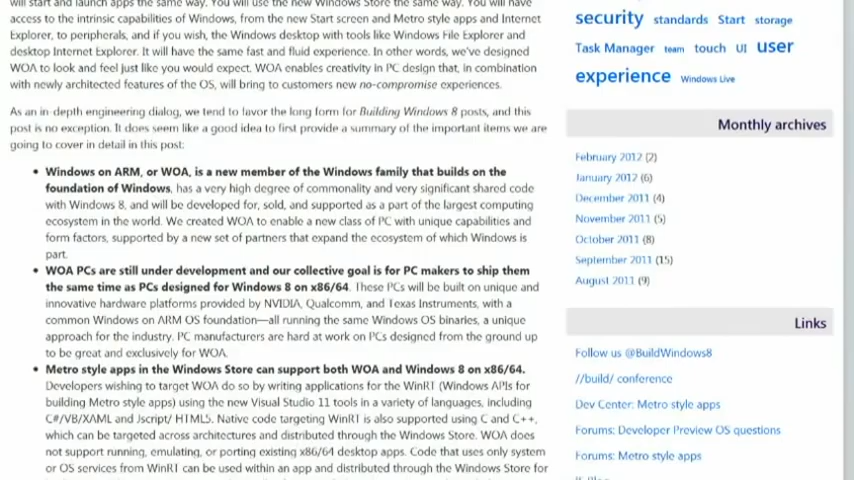 will start and launch apps the same way. You will use the new Windows Store the same way. You will have
access to the intrinsic capabilities of Windows, from the new Start screen and Metro style apps and Internet
Explorer, to peripherals, and if you wish, the Windows desktop with tools like Windows File Explorer and
desktop Internet Explorer. It will have the same fast and fluid experience. In other words, we've designed
WOA to look and feel just like you would expect. WOA enables creativity in PC design that, in combination
with newly architected features of the OS, will bring to customers new no-compromise experiences.
As an in-depth engineering dialog, we tend to favor the long form for Building Windows 8 posts, and this
post is no exception. It does seem like a good idea to first provide a summary of the important items we are
going to cover in detail in this post:
• Windows on ARM, or WOA, is a new member of the Windows family that builds on the
foundation of Windows, has a very high degree of commonality and very significant shared code
with Windows 8, and will be developed for, sold, and supported as a part of the largest computing
ecosystem in the world. We created WOA to enable a new class of PC with unique capabilities and
form factors, supported by a new set of partners that expand the ecosystem of which Windows is
part.
• WOA PCs are still under development and our collective goal is for PC makers to ship them
the same time as PCs designed for Windows 8 on x86/64. These PCs will be built on unique and
innovative hardware platforms provided by NVIDIA, Qualcomm, and Texas Instruments, with a
common Windows on ARM OS foundation—all running the same Windows OS binaries, a unique
approach for the industry. PC manufacturers are hard at work on PCs designed from the ground up
to be great and exclusively for WOA.
• Metro style apps in the Windows Store can support both WOA and Windows 8 on x86/64.
Developers wishing to target WOA do so by writing applications for the WinRT (Windows APIs for
building Metro style apps) using the new Visual Studio 11 tools in a variety of languages, including
C#/VB/XAML and Jscript/ HTML5. Native code targeting WinRT is also supported using C and C++,
which can be targeted across architectures and distributed through the Windows Store. WOA does
not support running, emulating, or porting existing x86/64 desktop apps. Code that uses only system
or OS services from WinRT can be used within an app and distributed through the Windows Store for
security standards Start storage
Task Manager team touch UI user
experience Windows Live
Monthly archives
February 2012 (2)
January 2012 (6)
December 2011 (4)
November 2011 (5)
October 2011 (8)
September 2011 (15)
August 2011 (9)
Links
Follow us @BuildWindows8
//build/ conference
Dev Center: Metro style apps
Forums: Developer Preview OS questions
Forums: Metro style apps